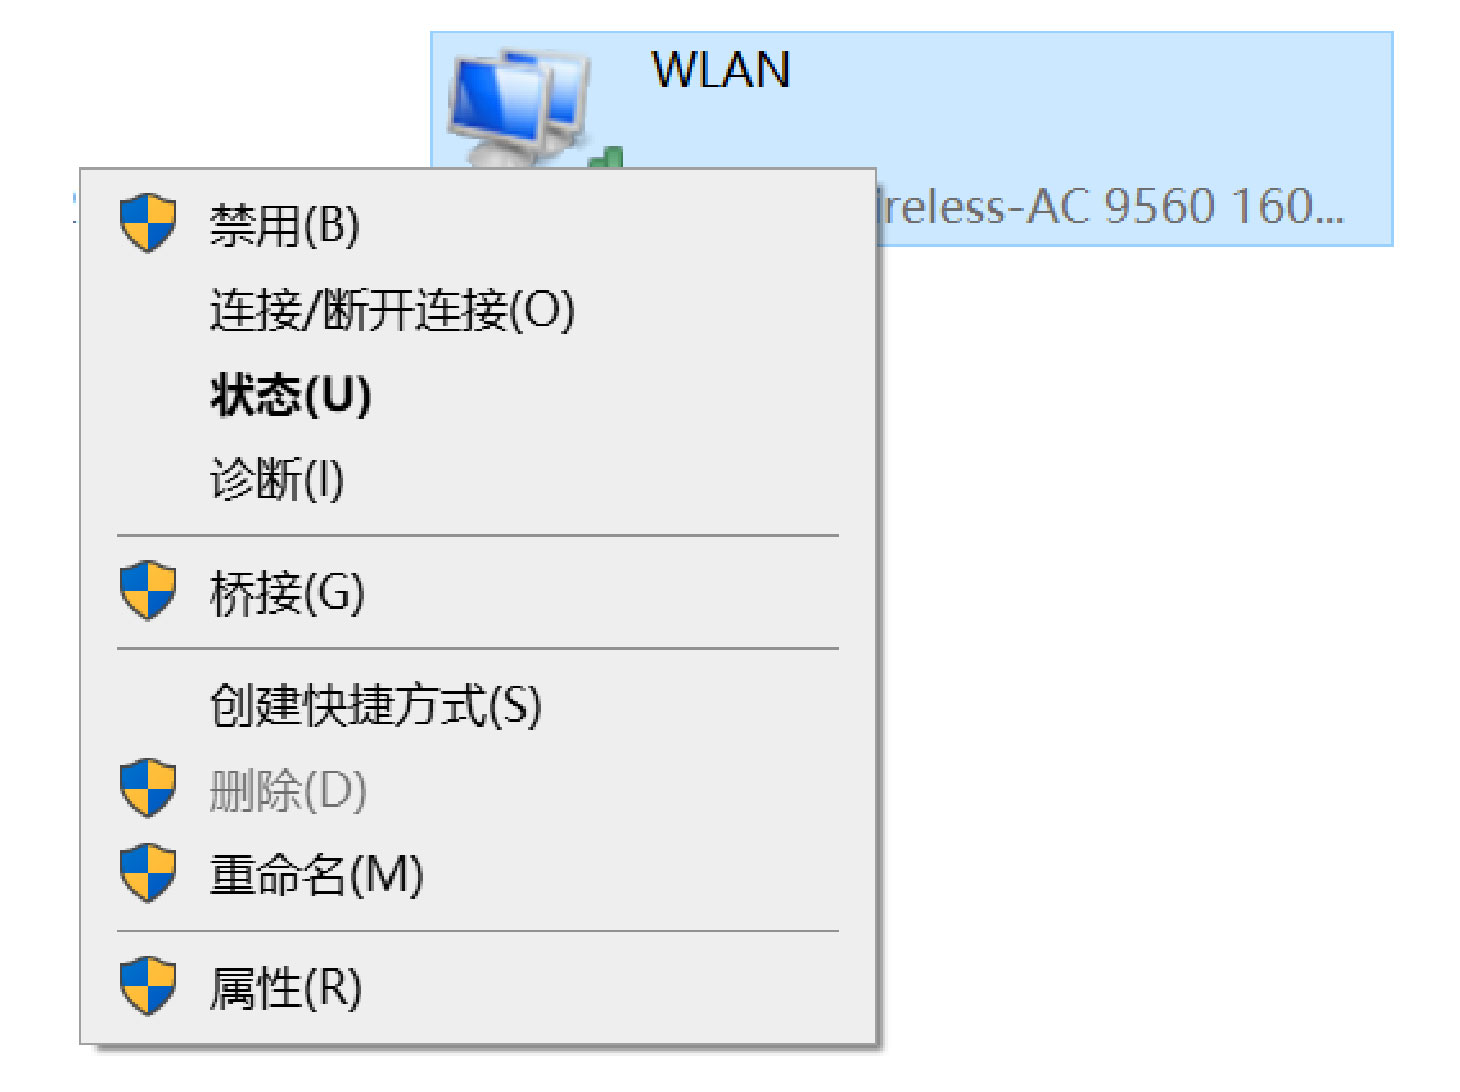 WLAN
ireless-AC 9560 160...
禁用(B)
连接/断开连接(O)
状态(U)
诊断(I)
桥接(G)
创建快捷方式(S)
删除(D)
重命名(M)
属性(R)